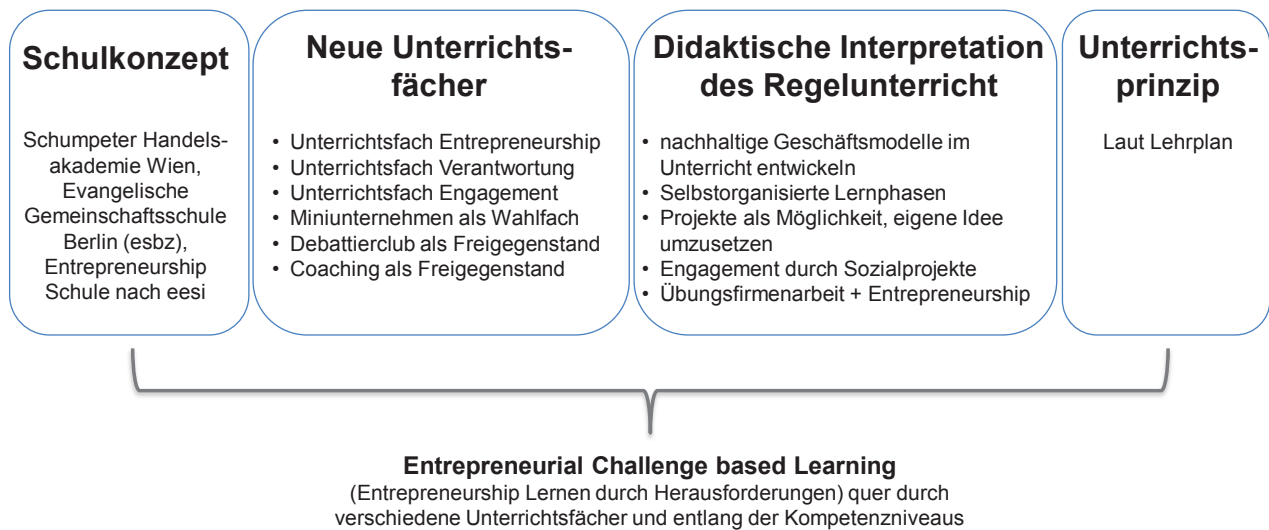 Schulkonzept
Schumpeter Handels-
akademie Wien,
Evangelische
Gemeinschaftsschule
Berlin (esbz),
Entrepreneurship
Schule nach eesi
Neue Unterrichts-
fächer
• Unterrichtsfach Entrepreneurship
• Unterrichtsfach Verantwortung
• Unterrichtsfach Engagement
• Miniunternehmen als Wahlfach
• Debattierclub als Freigegenstand
• Coaching als Freigegenstand
Didaktische Interpretation
des Regelunterricht
• nachhaltige Geschäftsmodelle im
Unterricht entwickeln
• Selbstorganisierte Lernphasen
• Projekte als Möglichkeit, eigene Idee
umzusetzen
• Engagement durch Sozialprojekte
• Übungsfirmenarbeit + Entrepreneurship
Unterrichts-
prinzip
Laut Lehrplan
Entrepreneurial Challenge based Learning
(Entrepreneurship Lernen durch Herausforderungen) quer durch
verschiedene Unterrichtsfächer und entlang der Kompetenzniveaus